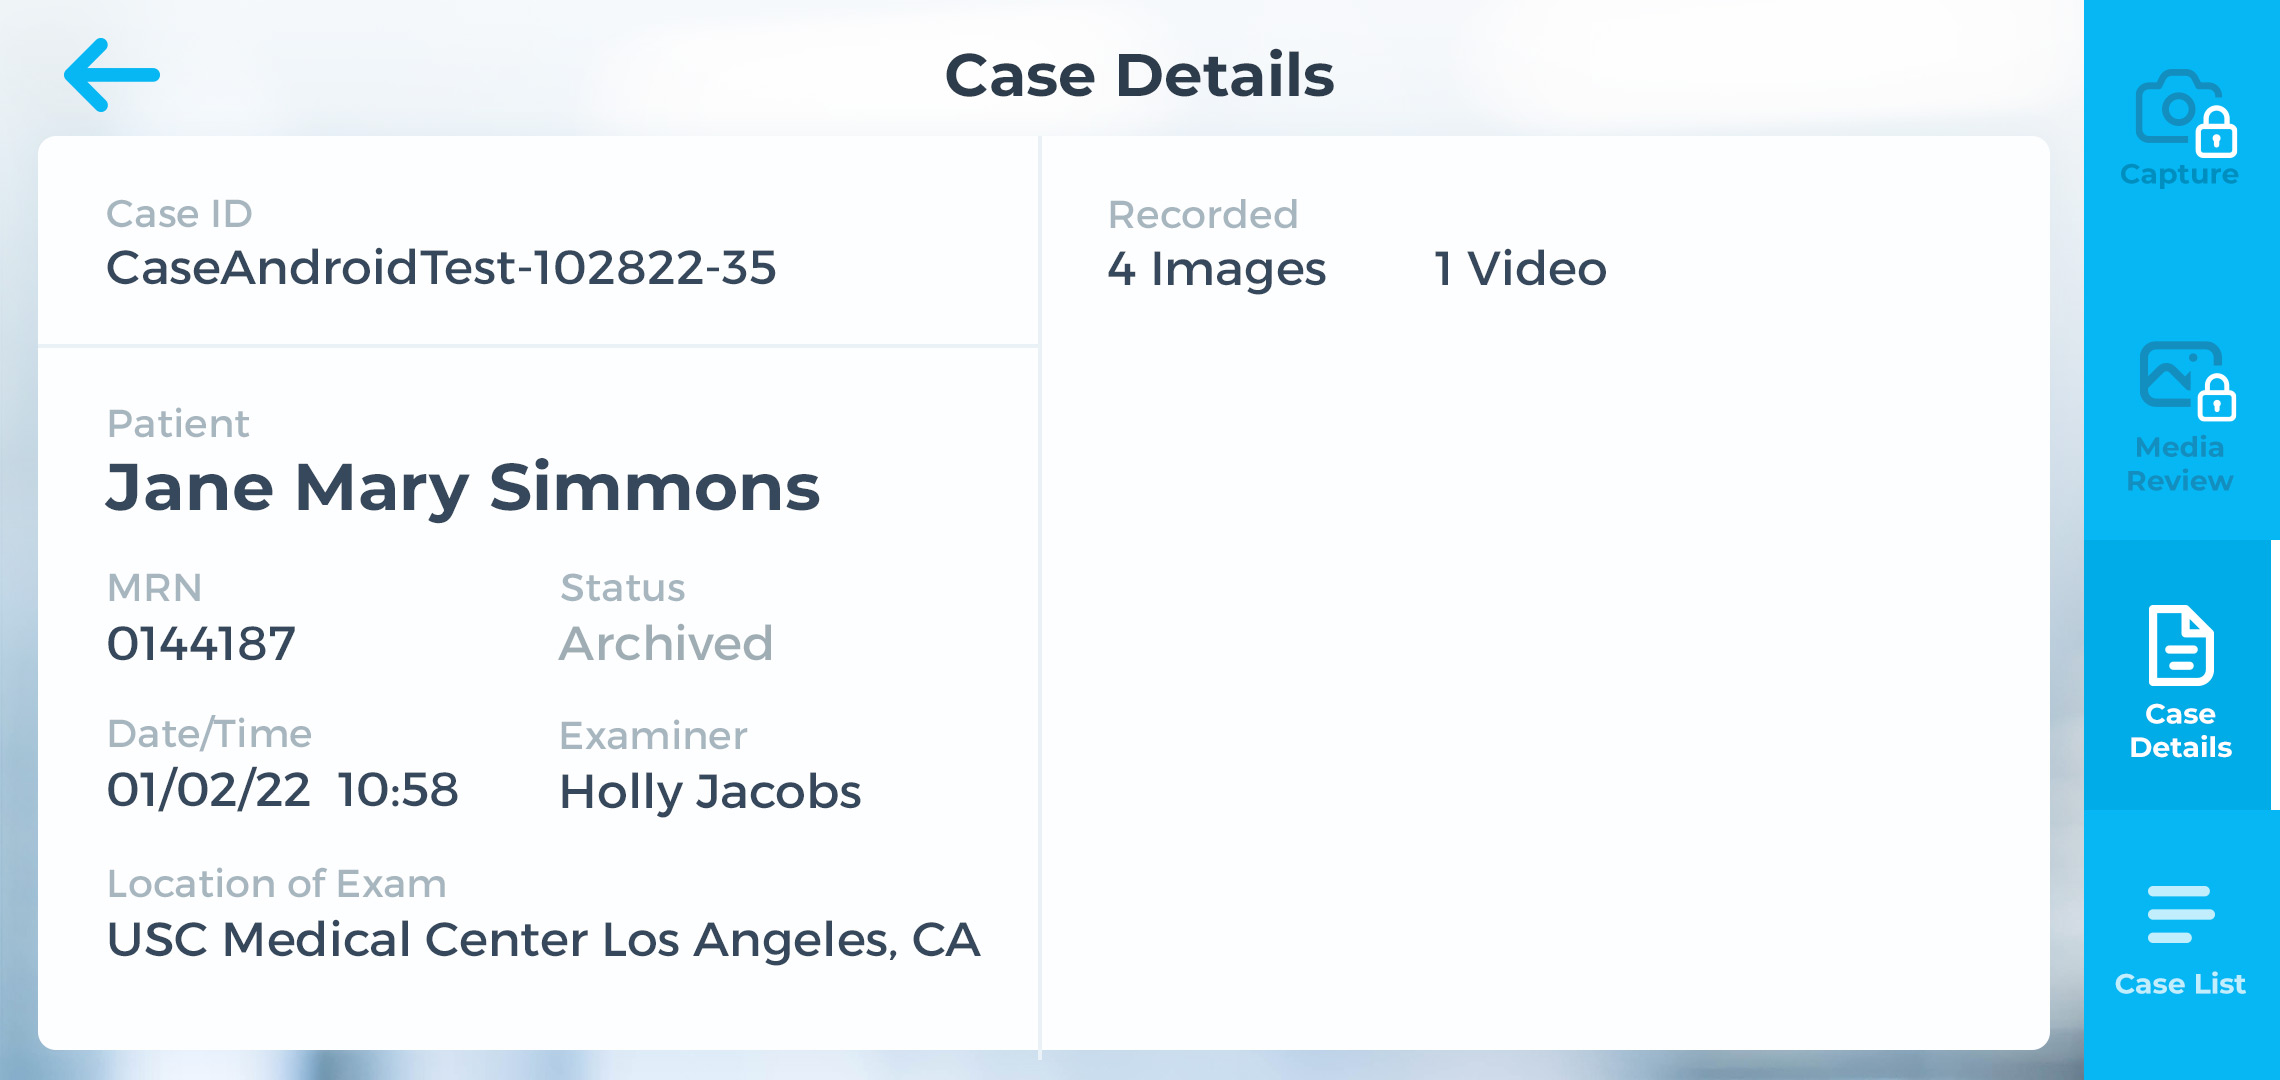 Case Details
Case ID
CaseAndroidTest-102822-35
Patient
Jane Mary Simmons
MRN
0144187
Status
Archived
Date/Time
01/02/22 10:58
Examiner
Holly Jacobs
Location of Exam
USC Medical Center Los Angeles, CA
Recorded
4 Images 1 Video
Capture
Media
Review
Case
Details
Case List